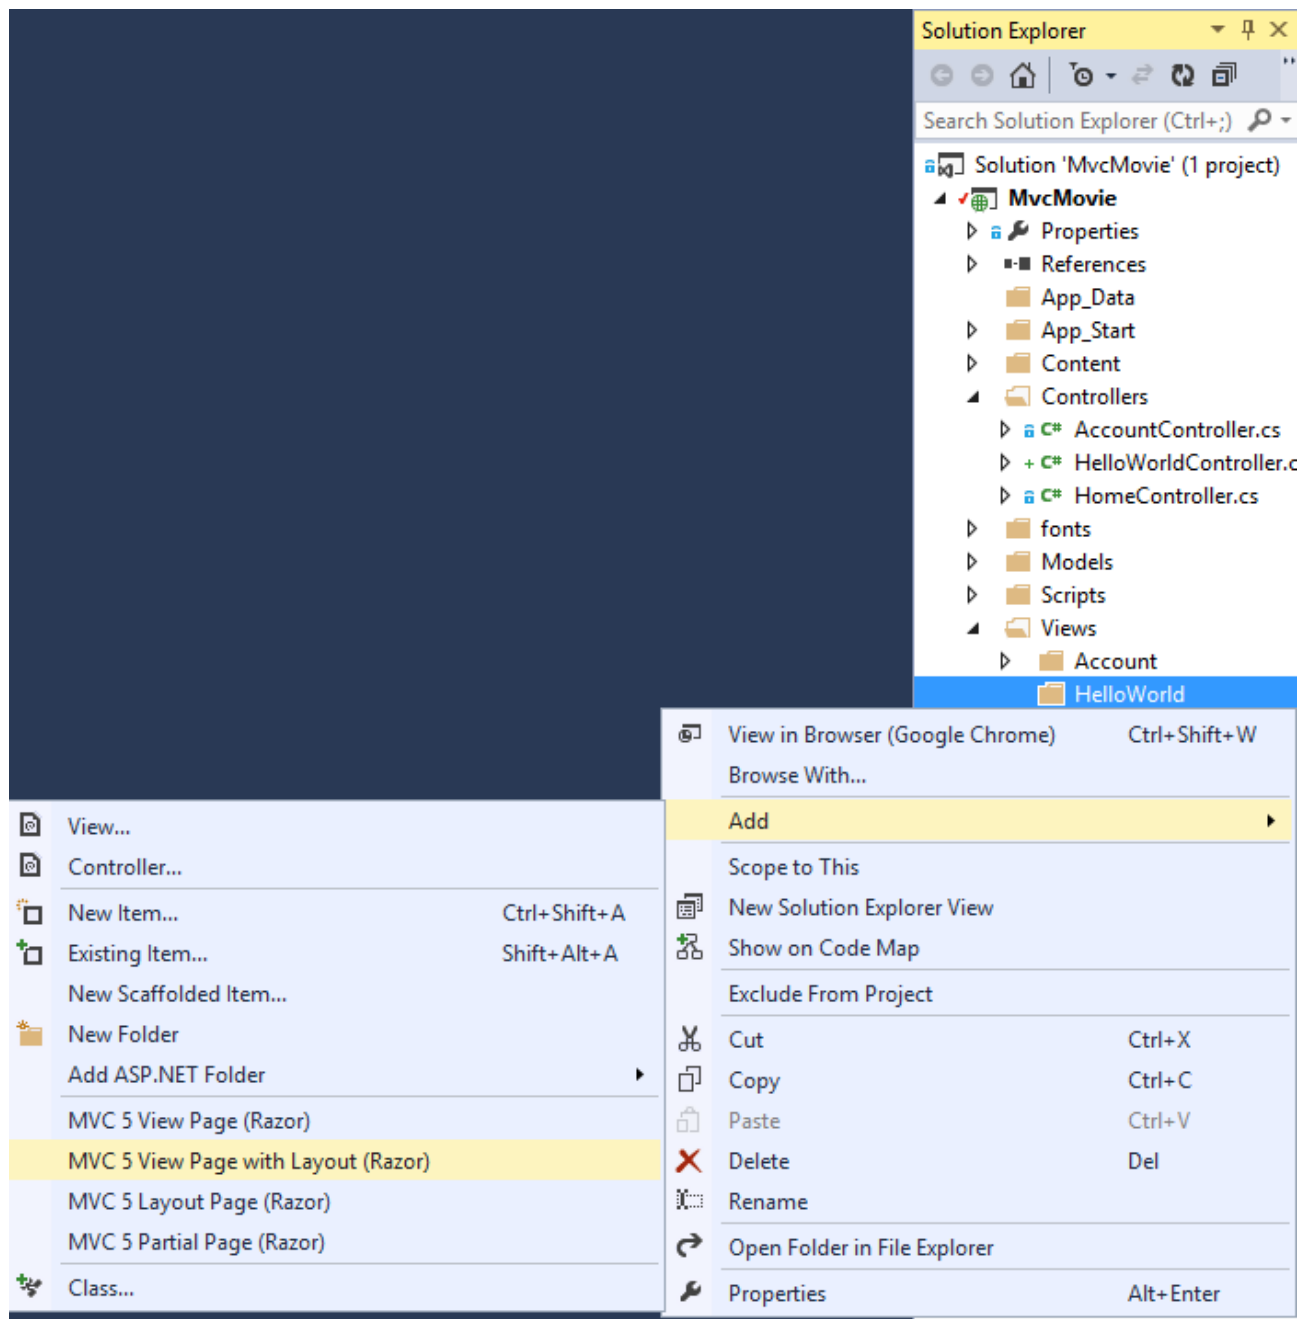 Solution Explorer
Search Solution Explorer (Ctrl+;)
Solution 'MvcMovie' (1 project)
MvcMovie
Properties
References
App_Data
App_Start
Content
Controllers
C# AccountController.cs
C# HelloWorldController.c
C# HomeController.cs
fonts
Models
Scripts
Views
Account
HelloWorld
View in Browser (Google Chrome) Ctrl+Shift+W
Browse With...
Add
Scope to This
New Solution Explorer View
Show on Code Map
Exclude From Project
Cut Ctrl+X
Copy Ctrl+C
Paste Ctrl+V
Delete Del
Rename
Open Folder in File Explorer
Properties Alt+Enter
View...
Controller...
New Item... Ctrl+Shift+A
Existing Item... Shift+Alt+A
New Scaffolded Item...
New Folder
Add ASP.NET Folder
MVC 5 View Page (Razor)
MVC 5 View Page with Layout (Razor)
MVC 5 Layout Page (Razor)
MVC 5 Partial Page (Razor)
Class...